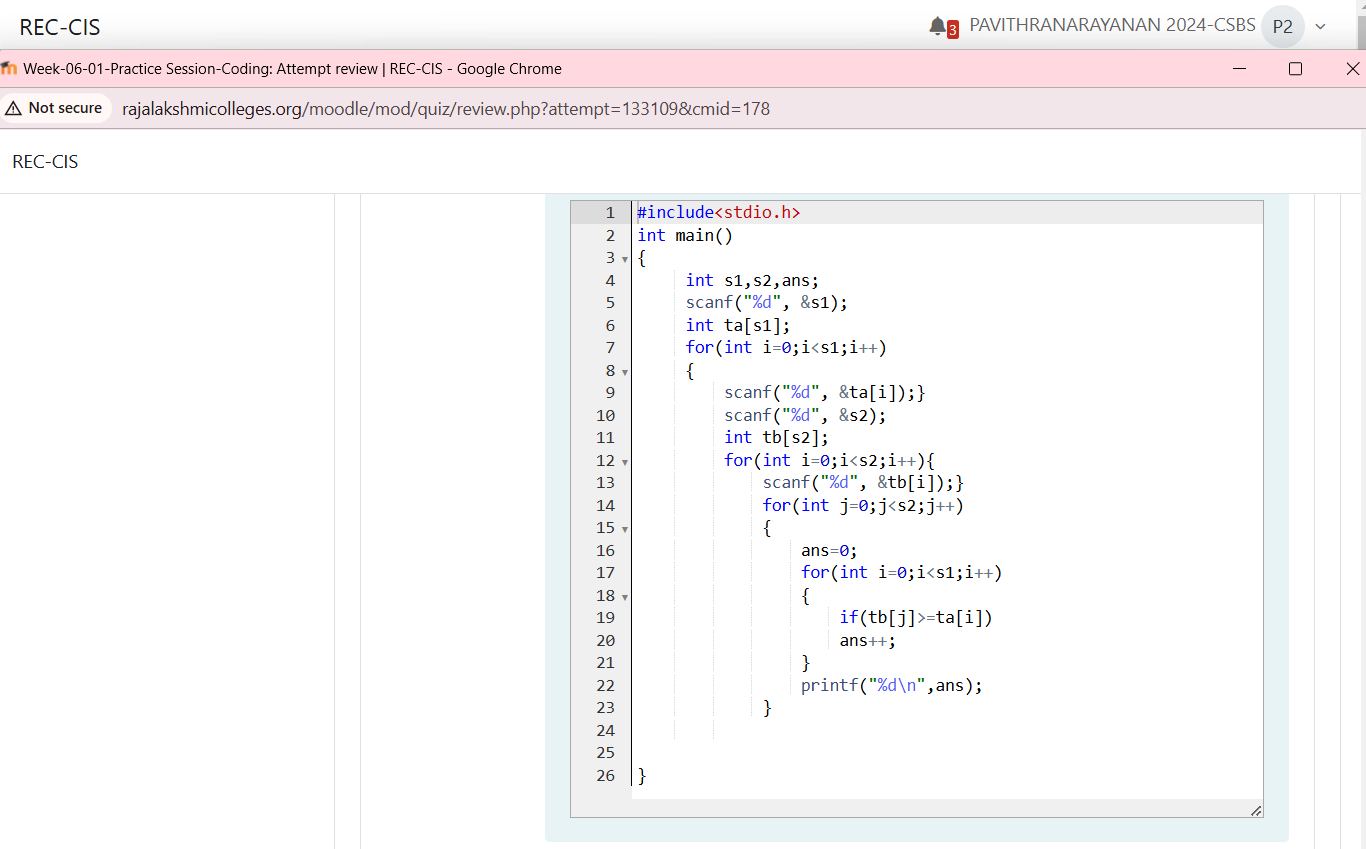 REC-CIS
3 PAVITHRANARAYANAN 2024-CSBS P2
Week-06-01-Practice Session-Coding: Attempt review | REC-CIS - Google Chrome
Not secure rajalakshmicolleges.org/moodle/mod/quiz/review.php?attempt=133109&cmid=178
REC-CIS
1 #include<stdio.h>
2 int main()
3 {
4     int s1,s2,ans;
5     scanf("%d", &s1);
6     int ta[s1];
7     for(int i=0;i<s1;i++)
8     {
9         scanf("%d", &ta[i]);}
10         scanf("%d", &s2);
11         int tb[s2];
12         for(int i=0;i<s2;i++){
13             scanf("%d", &tb[i]);}
14             for(int j=0;j<s2;j++)
15             {
16                 ans=0;
17                 for(int i=0;i<s1;i++)
18                 {
19                     if(tb[j]>=ta[i])
20                     ans++;
21                 }
22                 printf("%d\n",ans);
23             }
24
25
26 }